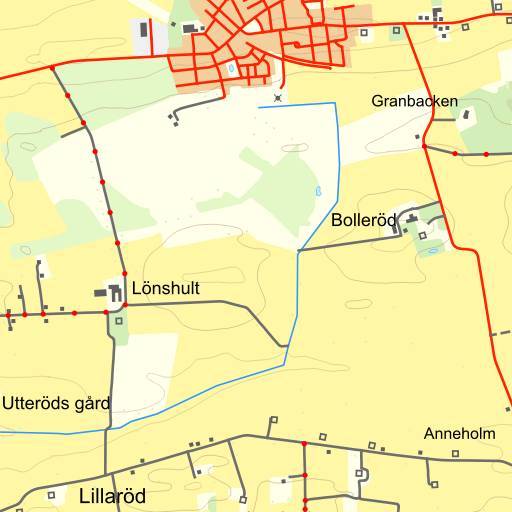 Granbacken
Bolleröd
Lönshult
Utteröds gård
Anneholm
Lillaröd